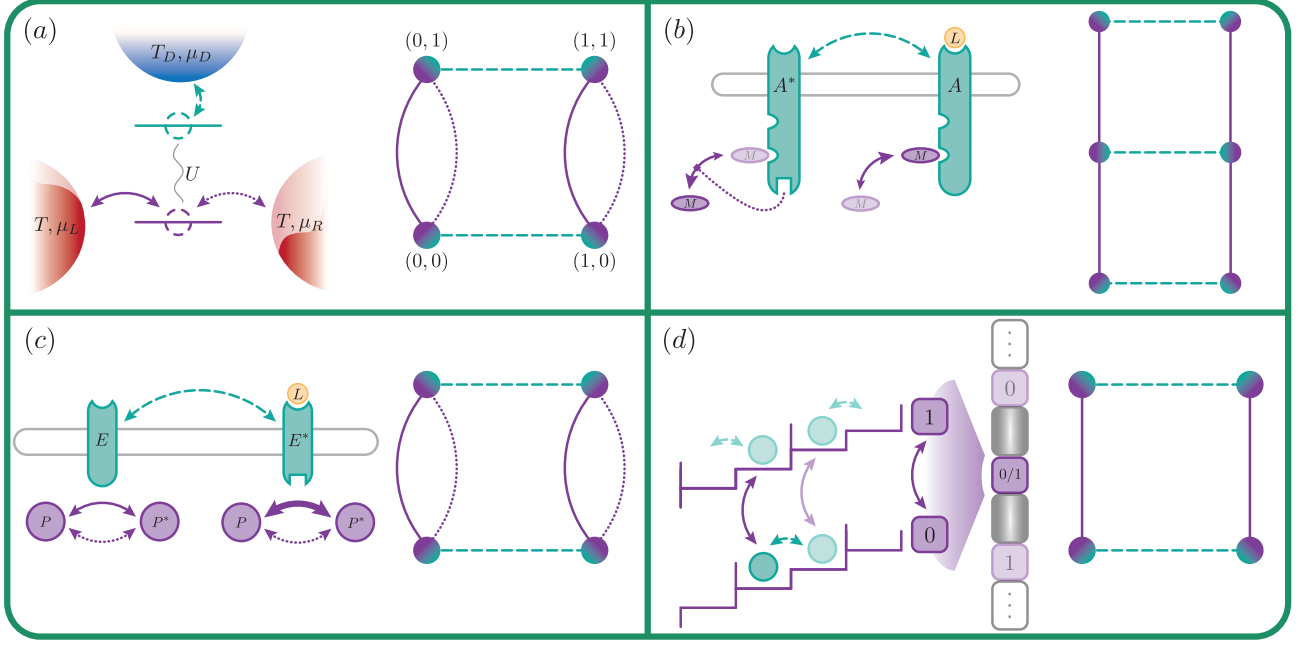 (a)
T_D, μ_D
U
T, μ_L
T, μ_R
(0, 1)
(1, 1)
(0, 0)
(1, 0)
(b)
L
A*
A
M
M
M
M
(c)
L
E
E*
P
P*
P
P*
(d)
1
0
⋮
0
0/1
1
⋮